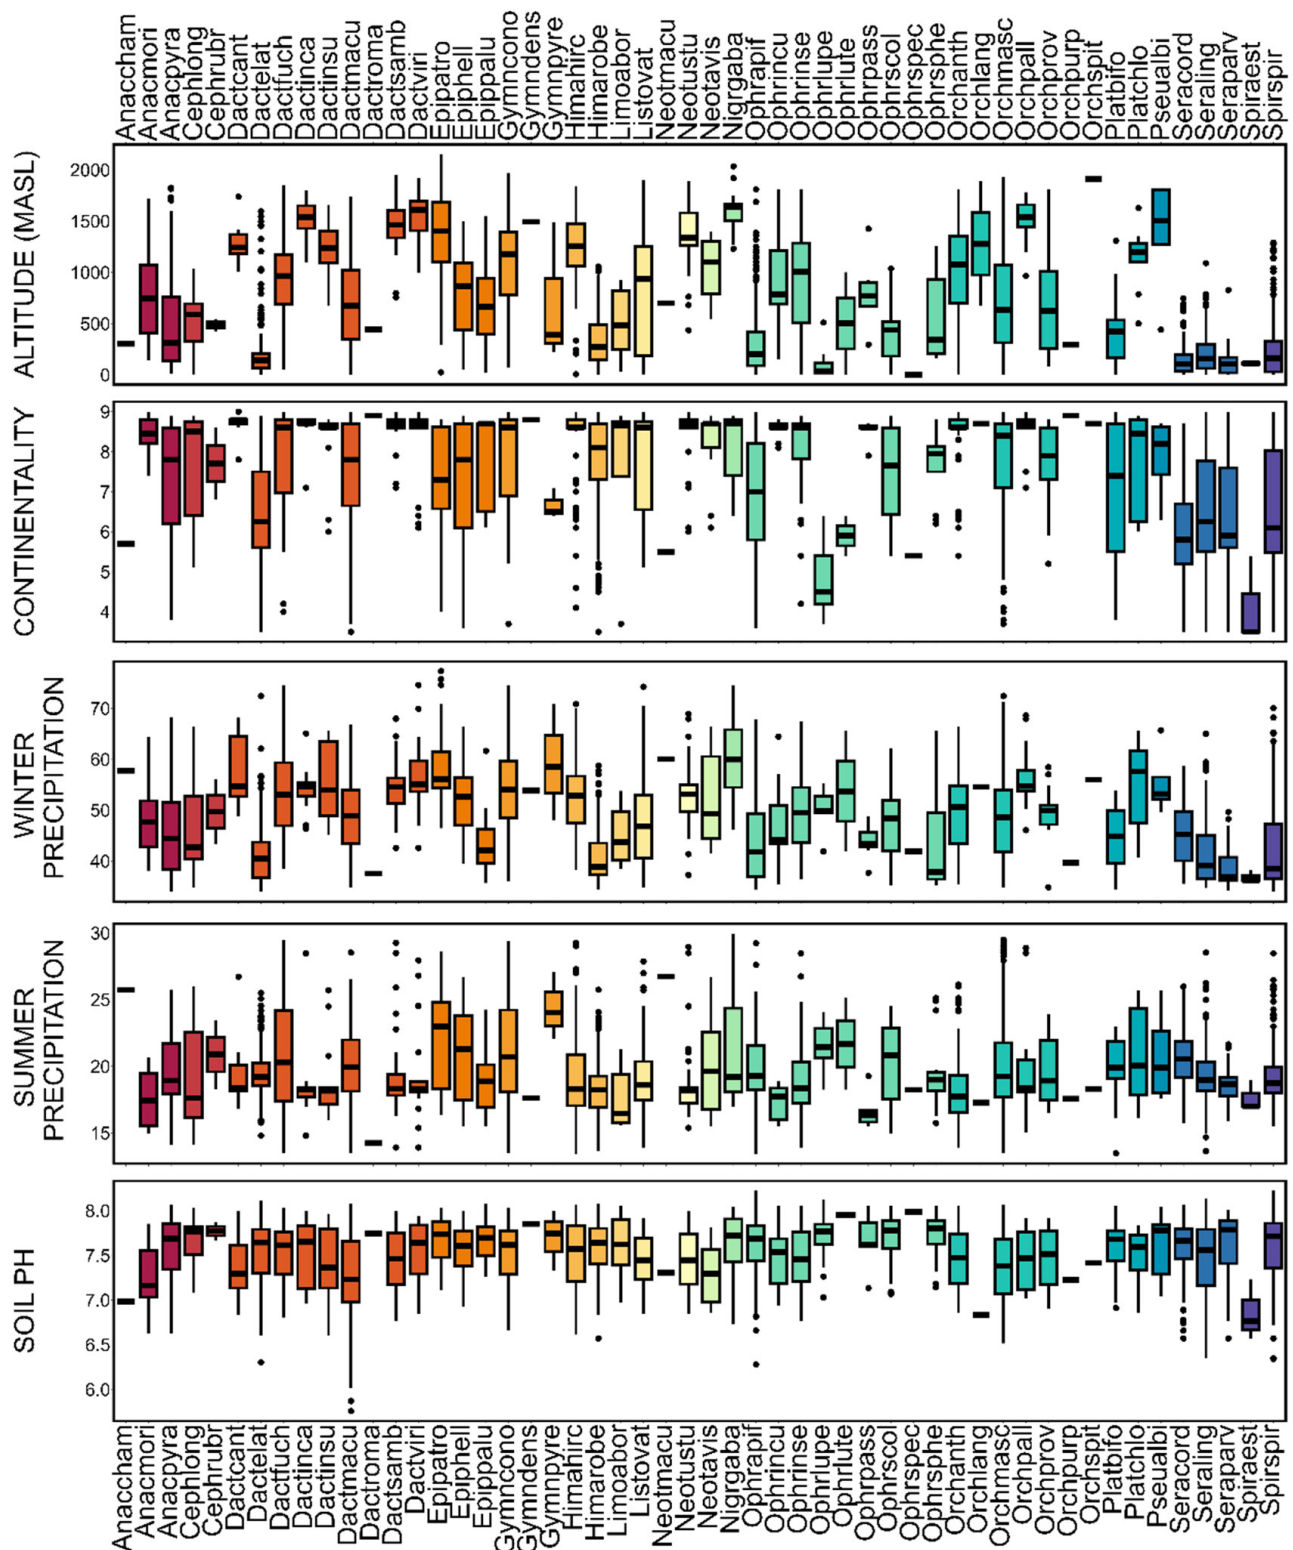 Anaccham
Anacmori
Anacpyra
Cephlong
Cephrubr
Dactcant
Dactelat
Dactfuch
Dactinca
Dactinsu
Dactmacu
Dactroma
Dactsamb
Dactviri
Epipatro
Epiphell
Epippalu
Gymncono
Gymndens
Gymnpyre
Himahirc
Himarobe
Limoabor
Listovat
Neotmacu
Neotustu
Neotavis
Nigrgaba
Ophrapif
Ophrincu
Ophrinse
Ophrlupe
Ophrlute
Ophrpass
Ophrscol
Ophrspec
Ophrsphe
Orchanth
Orchlang
Orchmasc
Orchpall
Orchprov
Orchpurp
Orchspit
Platbifo
Platchlo
Pseualbi
Seracord
Seraling
Seraparv
Spiraest
Spirspir
ALTITUDE (MASL)
2000
1500
1000
500
0
CONTINENTALITY
9
8
7
6
5
4
WINTER
PRECIPITATION
70
60
50
40
SUMMER
PRECIPITATION
30
25
20
15
SOIL PH
8.0
7.5
7.0
6.5
6.0
Anaccham
Anacmori
Anacpyra
Cephlong
Cephrubr
Dactcant
Dactelat
Dactfuch
Dactinca
Dactinsu
Dactmacu
Dactroma
Dactsamb
Dactviril
Epipatro
Epiphell
Epippalu
Gymncono
Gymndens
Gymnpyre
Himahirc
Himarobe
Limoabor
Listovat
Neotmacu
Neotustu
Neotavis
Nigrgaba
Ophrapif
Ophrincu
Ophrinse
Ophrlupe
Ophrlute
Ophrpass
Ophrscol
Ophrspec
Ophrsphe
Orchanth
Orchlang
Orchmasc
Orchpall
Orchprov
Orchpurp
Orchspit
Platbifo
Platchlo
Pseualbi
Seracord
Seraling
Seraparv
Spiraest
Spirspir